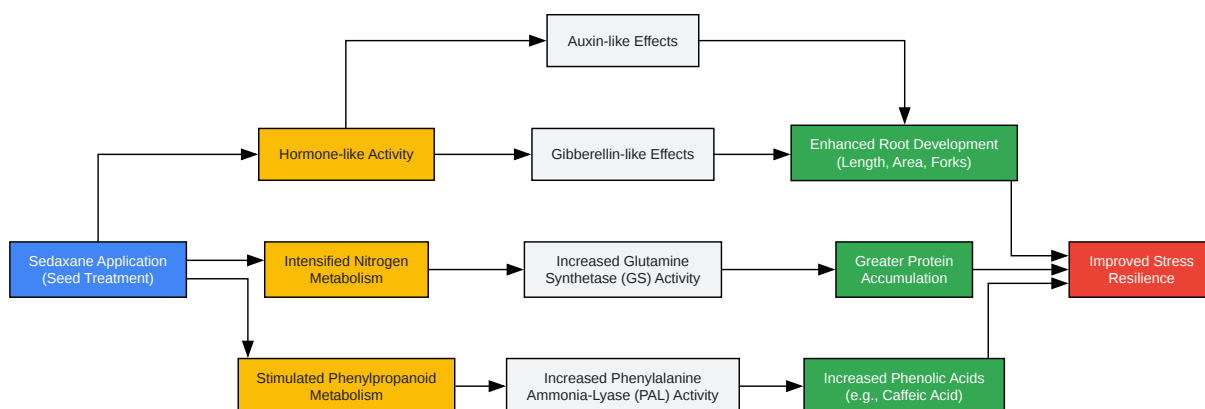 Auxin-like Effects
Hormone-like Activity
Gibberellin-like Effects
Enhanced Root Development
(Length, Area, Forks)
Sedaxane Application
(Seed Treatment)
Intensified Nitrogen
Metabolism
Increased Glutamine
Synthetase (GS) Activity
Greater Protein
Accumulation
Improved Stress
Resilience
Stimulated Phenylpropanoid
Metabolism
Increased Phenylalanine
Ammonia-Lyase (PAL) Activity
Increased Phenolic Acids
(e.g., Caffeic Acid)